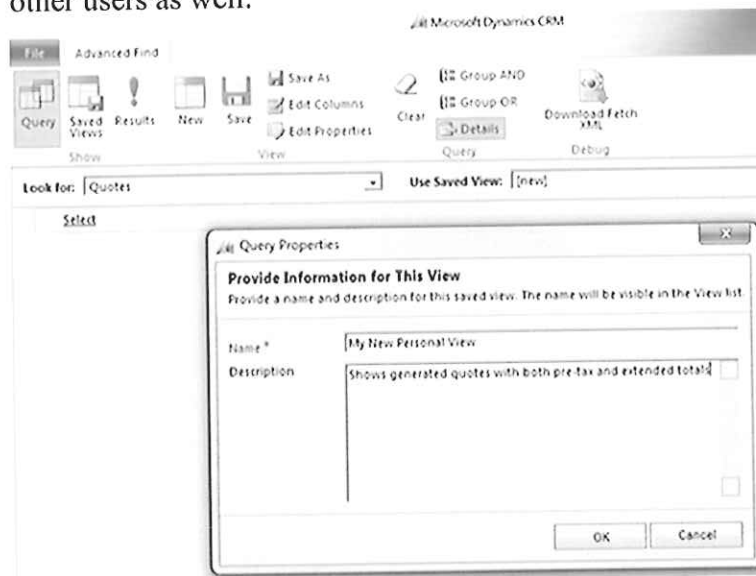 other users as well.
Microsoft Dynamics CRM
File Advanced Find
Query Saved Views Results New Save Save As Edit Columns Edit Properties Clear Group AND Group OR Details Download Fetch XML
Show View Query Debug
Look for: Quotes Use Saved View: [new]
Select
Query Properties
Provide Information for This View
Provide a name and description for this saved view. The name will be visible in the View list.
Name * My New Personal View
Description Shows generated quotes with both pre-tax and extended totals
OK Cancel